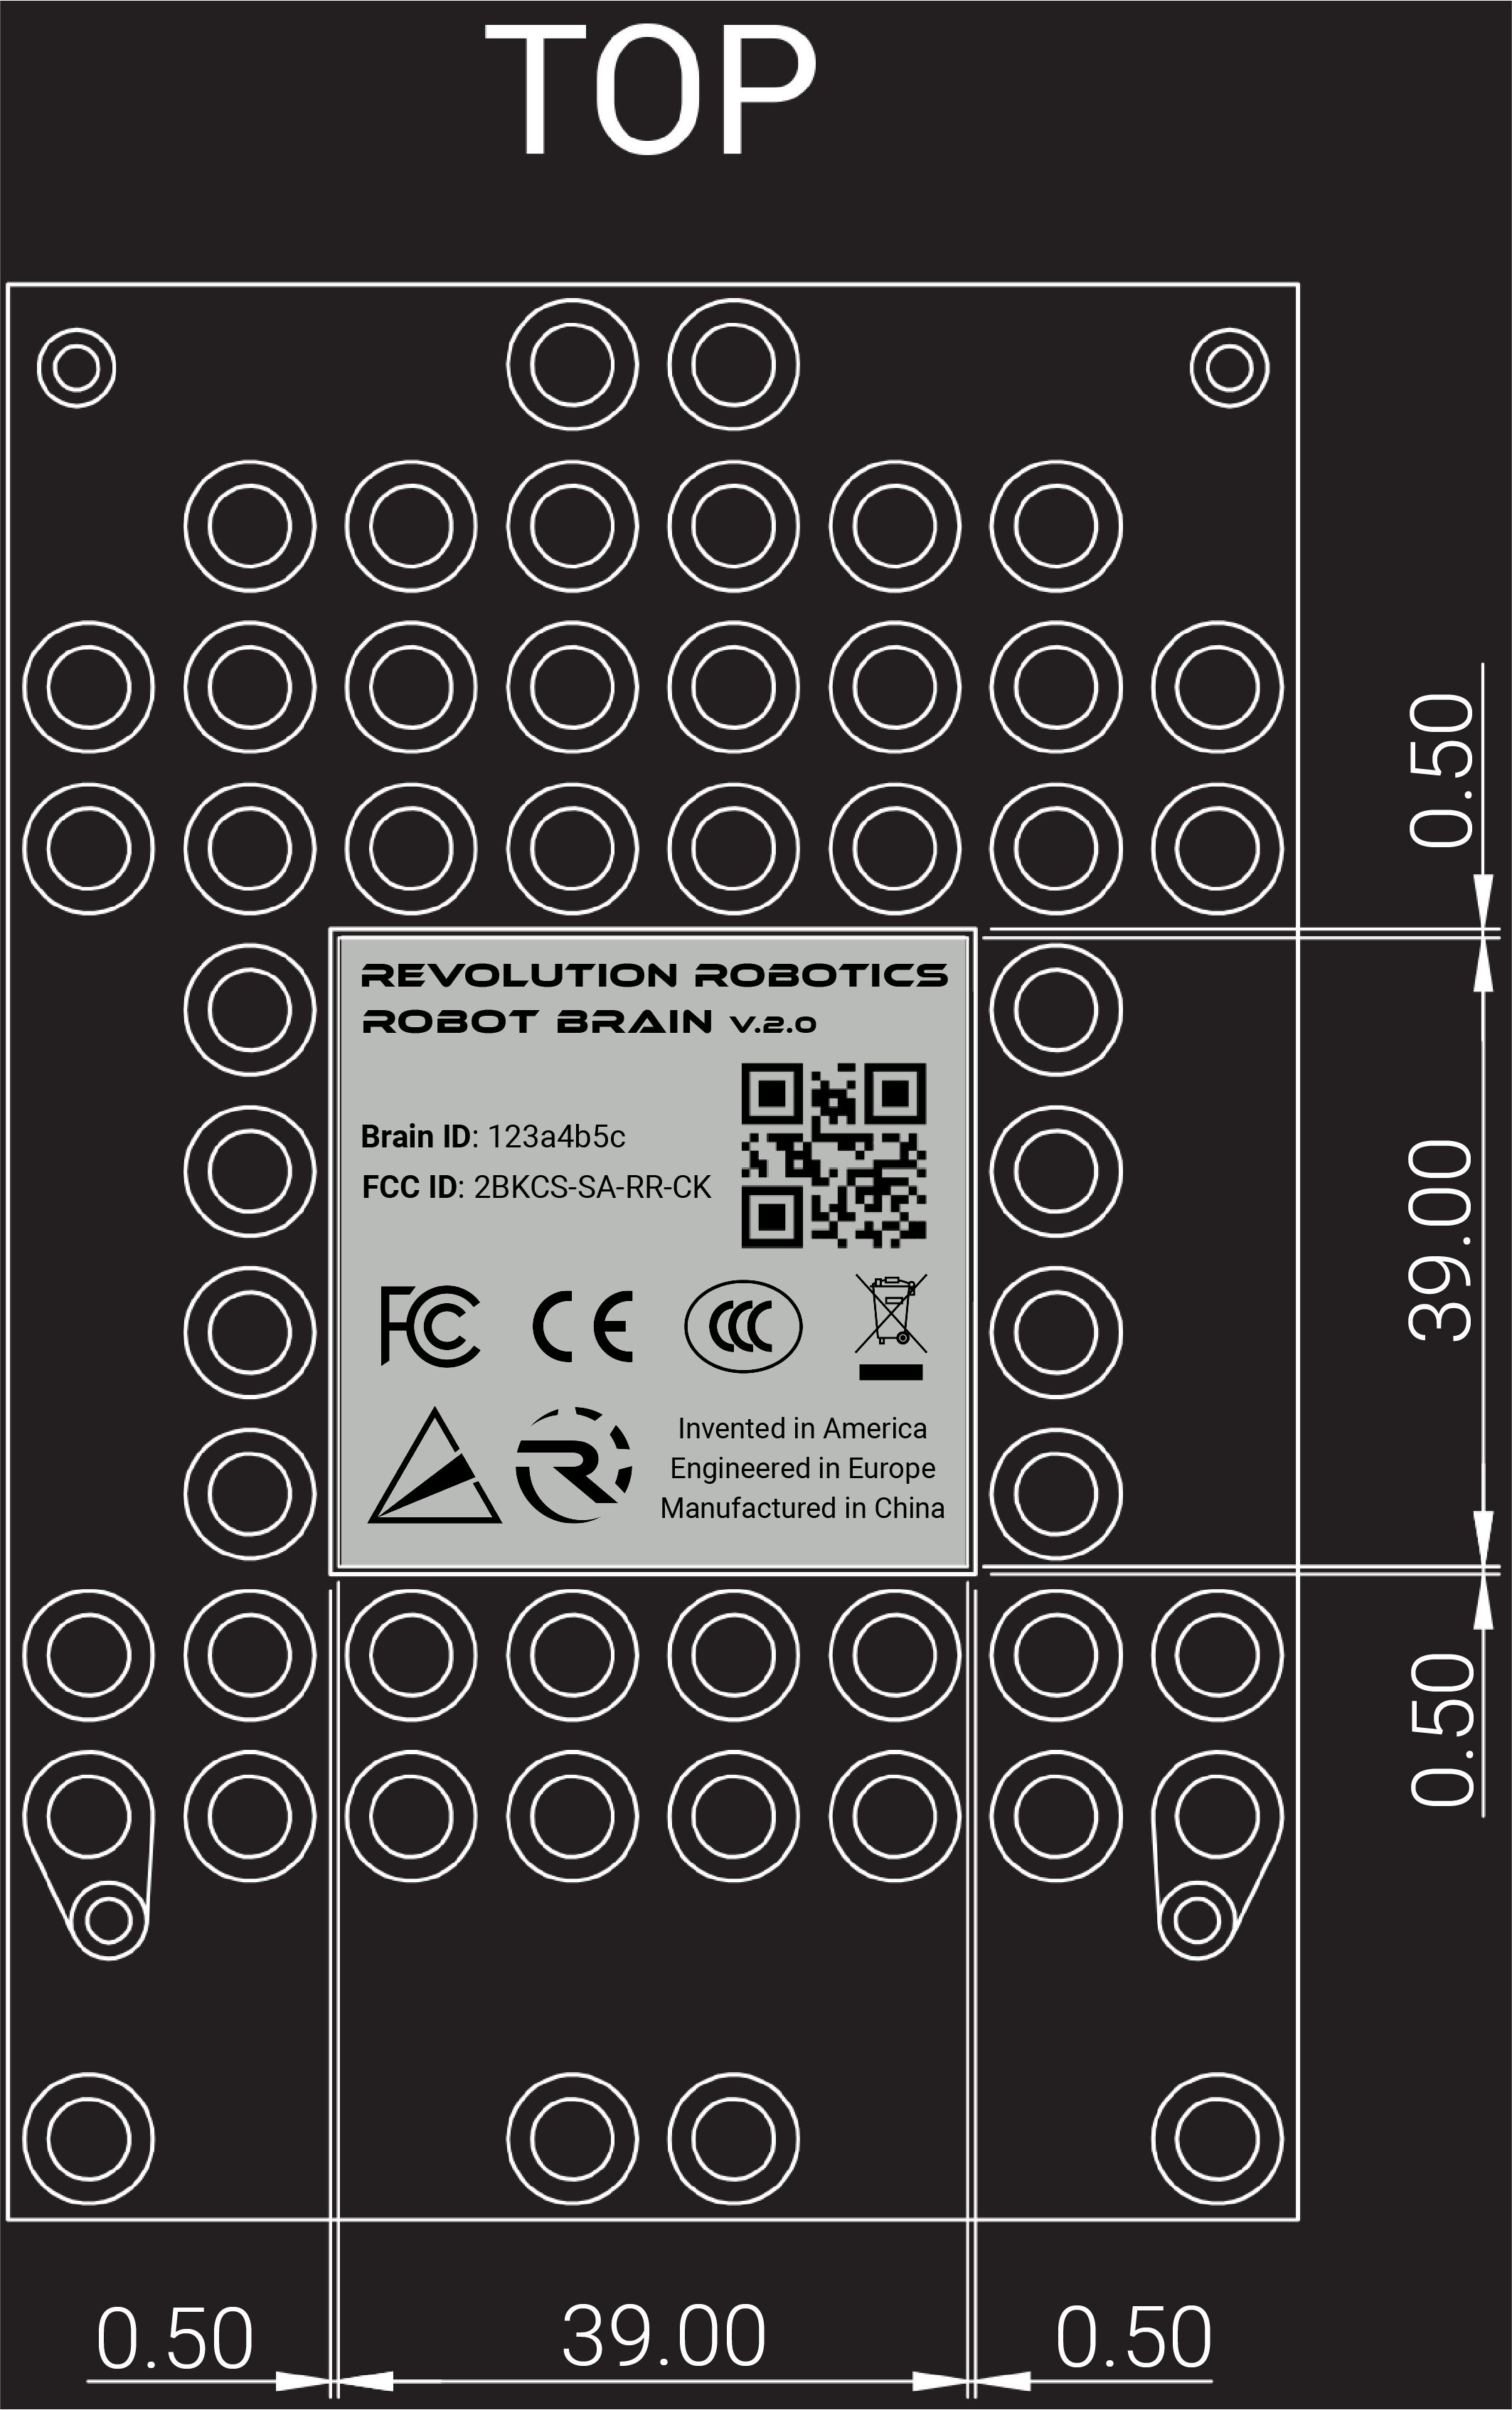 TOP
0.50
REVOLUTION ROBOTICS
ROBOT BRAIN V.2.0
Brain ID: 123a4b5c
FCC ID: 2BKCS-SA-RR-CK
39.00
FC CE CCC
R
Invented in America
Engineered in Europe
Manufactured in China
0.50
0.50 39.00 0.50